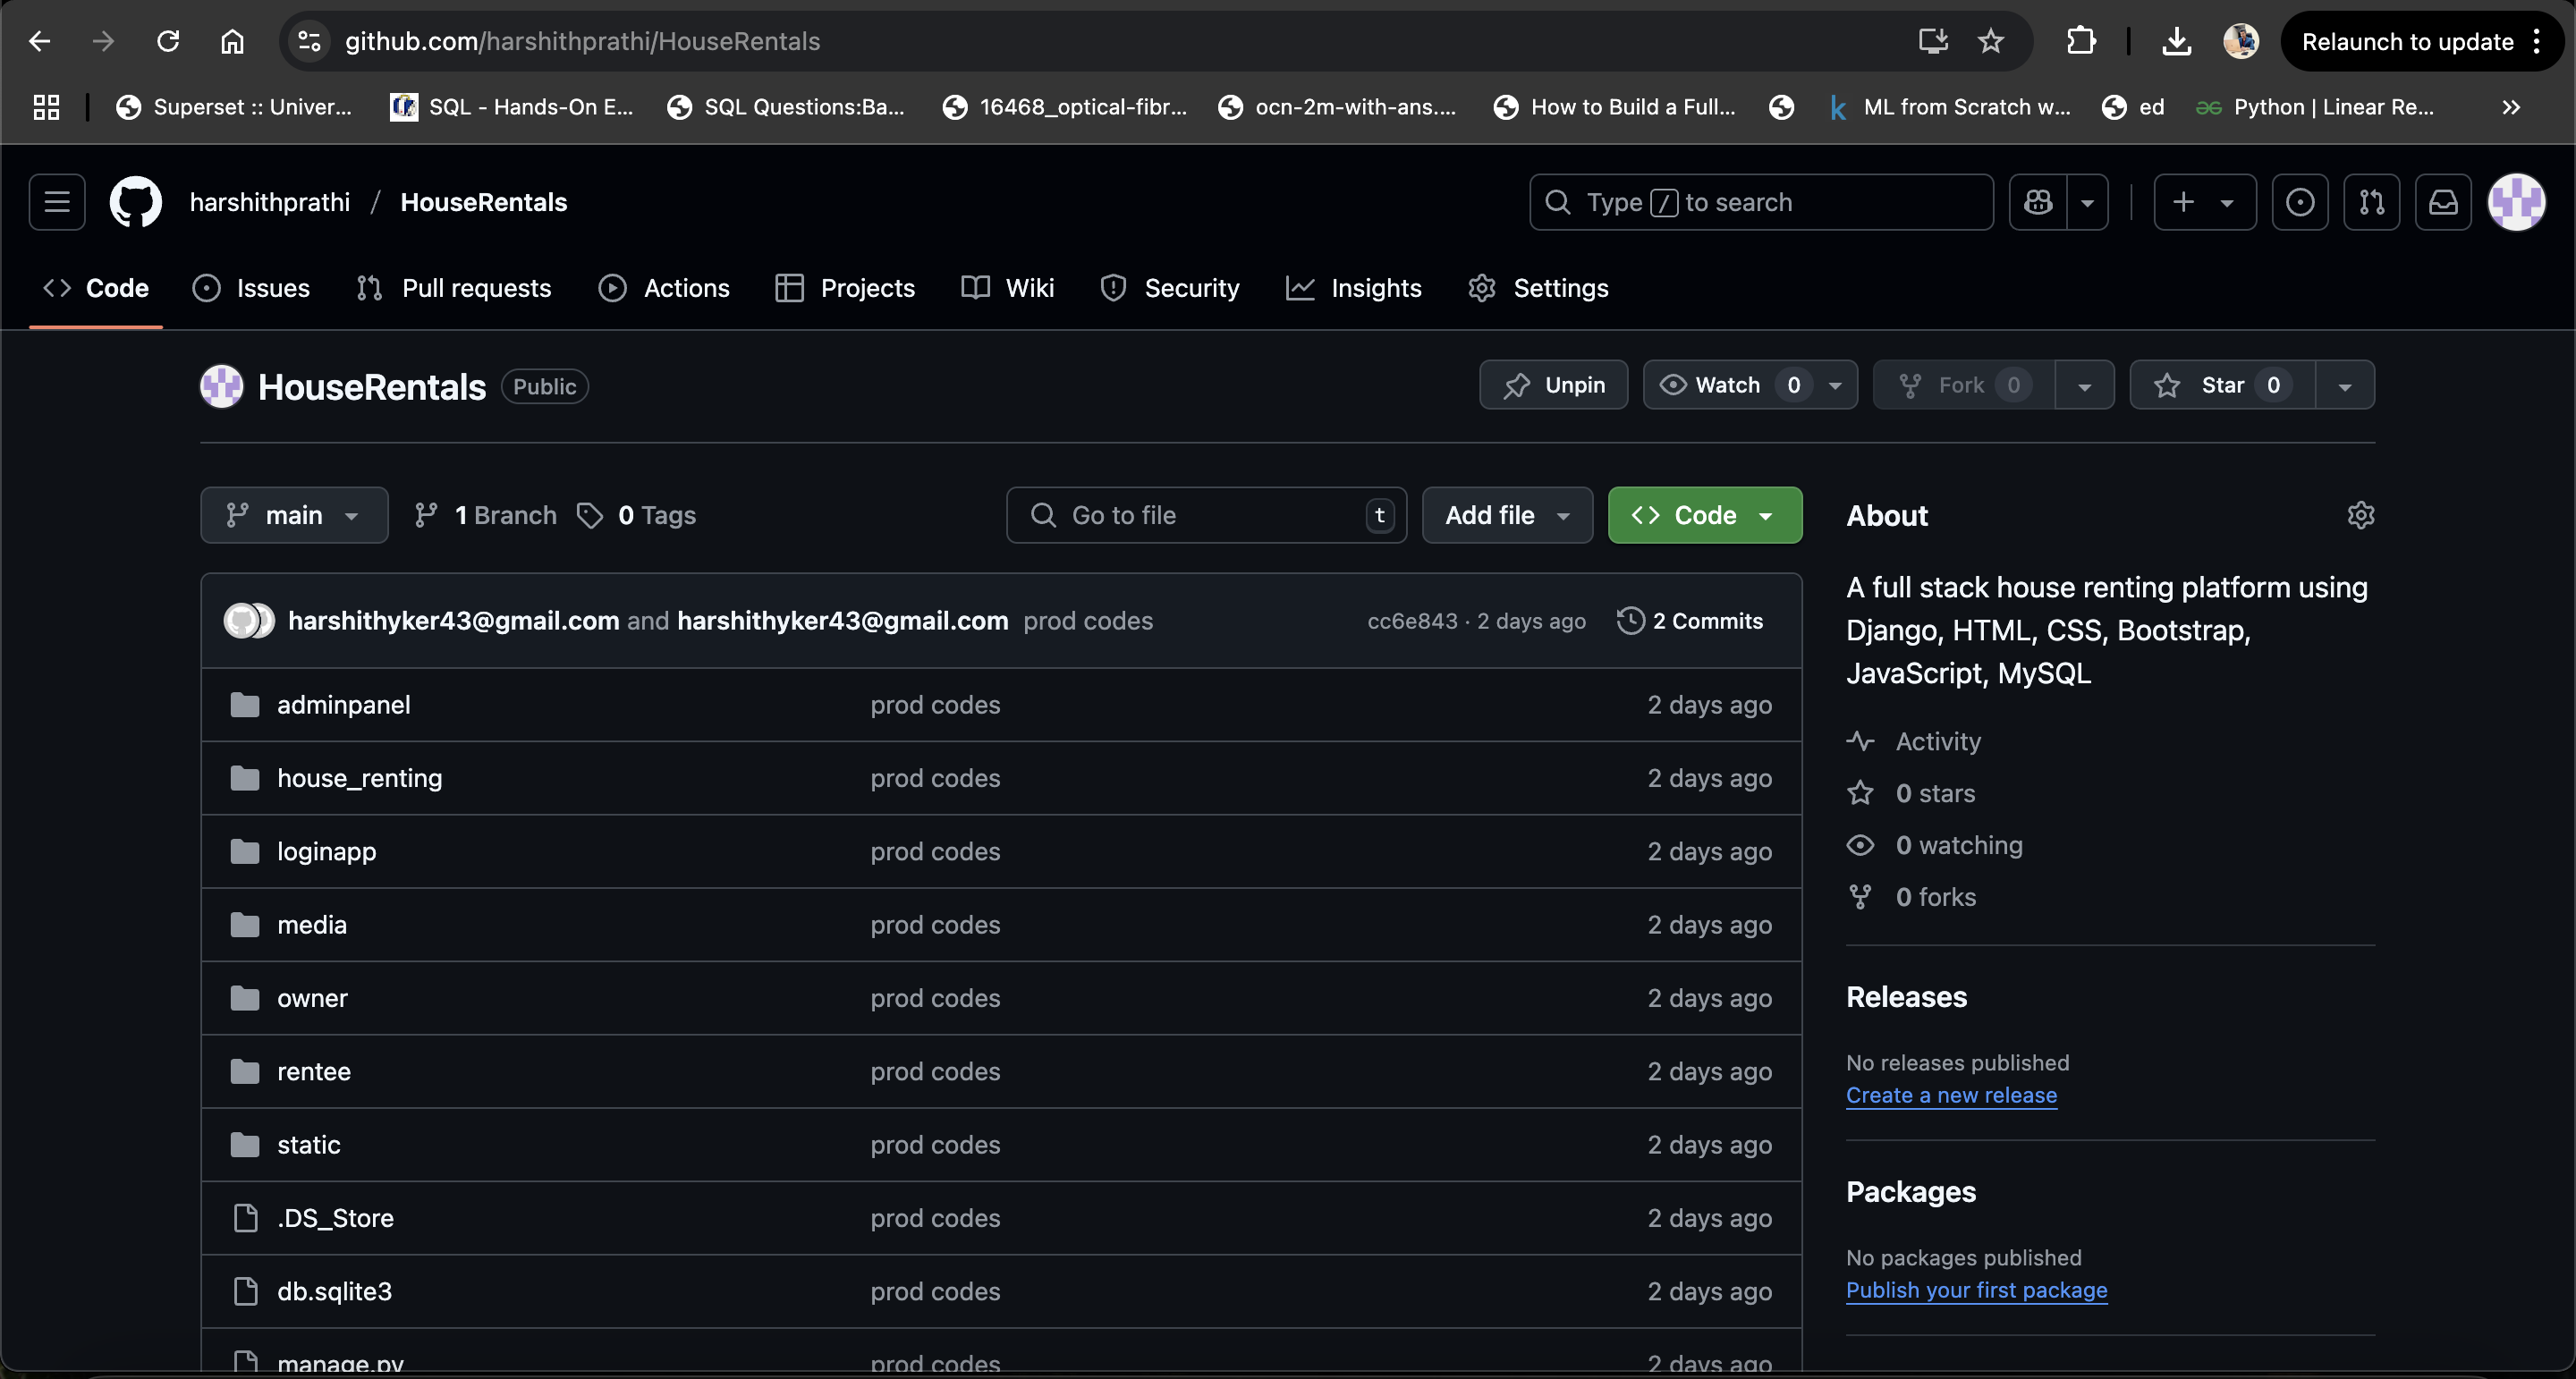 github.com/harshithprathi/HouseRentals
Relaunch to update
Superset :: Univer...
SQL - Hands-On E...
SQL Questions:Ba...
16468_optical-fibr...
ocn-2m-with-ans....
How to Build a Full...
k
ML from Scratch w...
ed
Python | Linear Re...
harshithprathi / HouseRentals
Type / to search
Code
Issues
Pull requests
Actions
Projects
Wiki
Security
Insights
Settings
HouseRentals Public
Unpin
Watch 0
Fork 0
Star 0
main
1 Branch
0 Tags
Go to file t
Add file
Code
harshithyker43@gmail.com and harshithyker43@gmail.com prod codes
cc6e843 · 2 days ago
2 Commits
adminpanel prod codes 2 days ago
house_renting prod codes 2 days ago
loginapp prod codes 2 days ago
media prod codes 2 days ago
owner prod codes 2 days ago
rentee prod codes 2 days ago
static prod codes 2 days ago
.DS_Store prod codes 2 days ago
db.sqlite3 prod codes 2 days ago
manage.py prod codes 2 days ago
About
A full stack house renting platform using
Django, HTML, CSS, Bootstrap,
JavaScript, MySQL
Activity
0 stars
0 watching
0 forks
Releases
No releases published
Create a new release
Packages
No packages published
Publish your first package